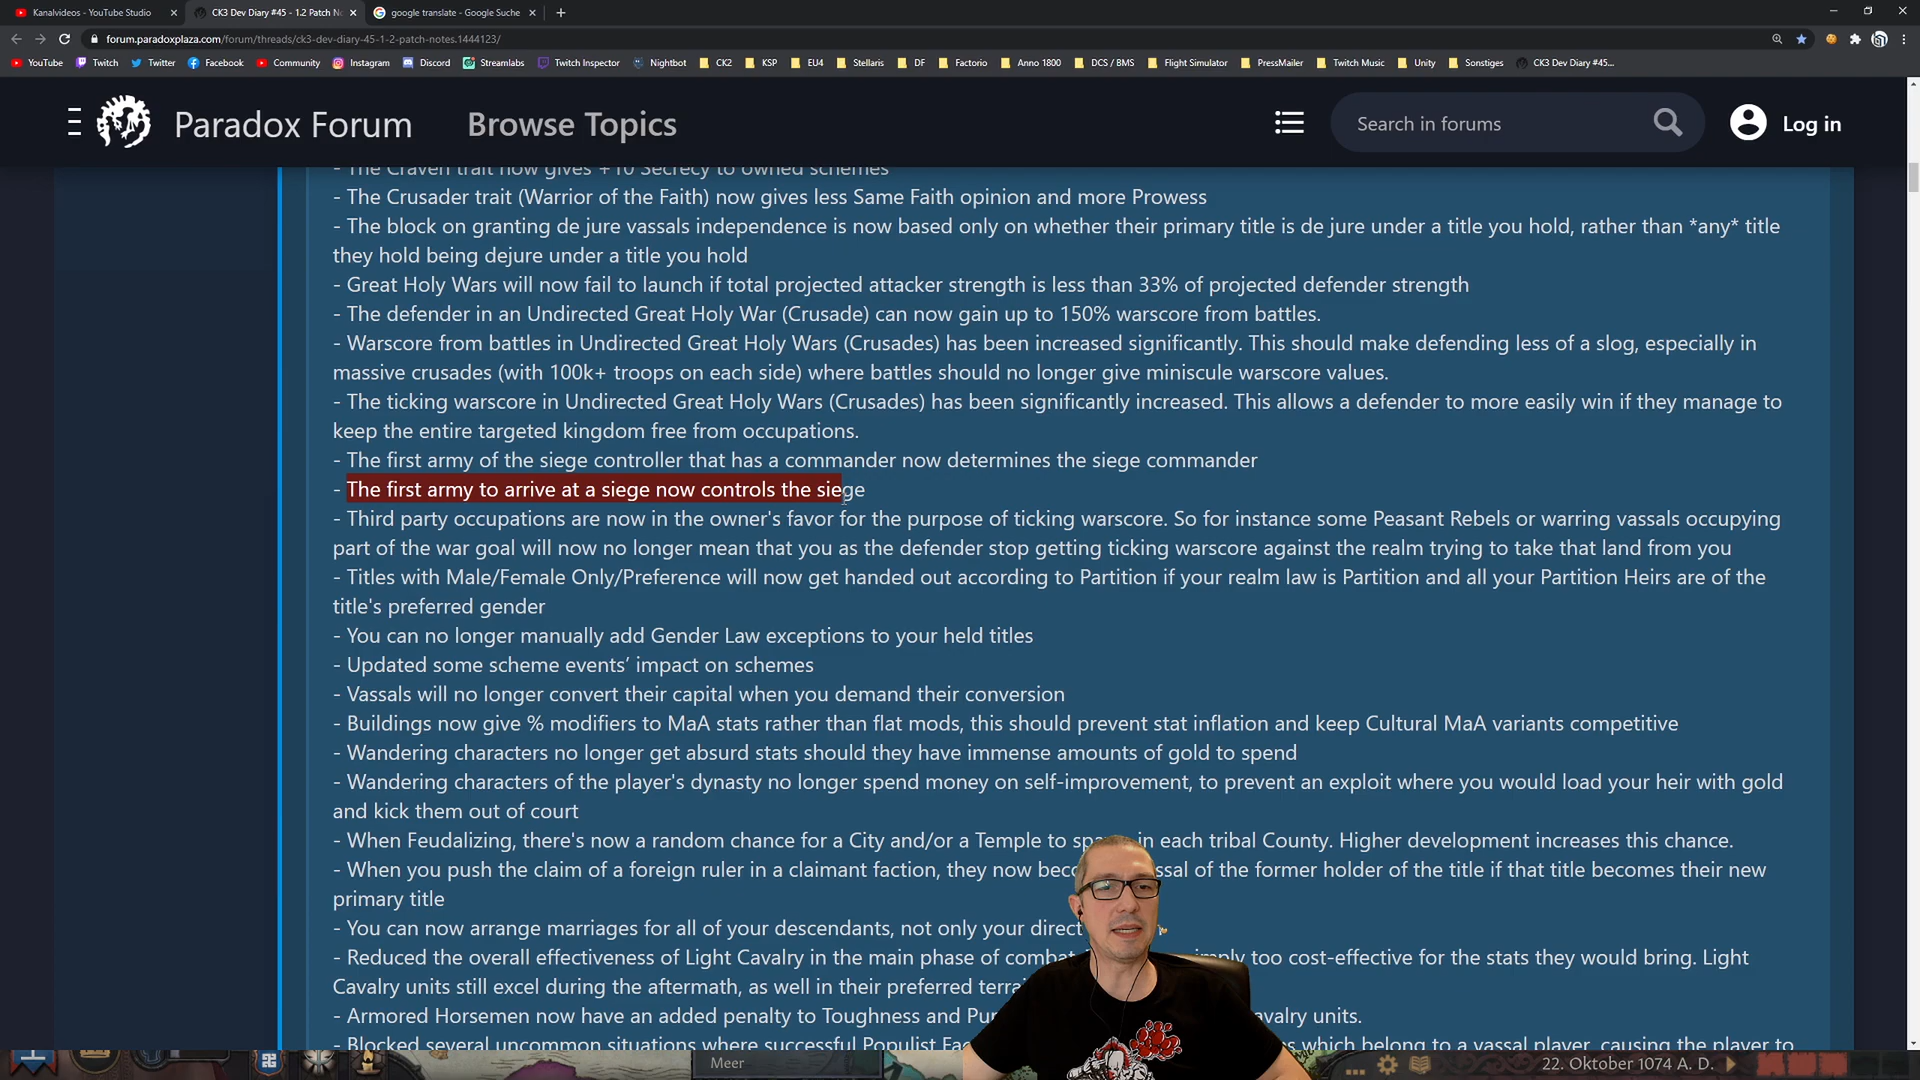 Kanalvideos - YouTube Studio
CK3 Dev Diary #45 - 1.2 Patch N
google translate - Google Suche
forum.paradoxplaza.com/forum/threads/ck3-dev-diary-45-1-2-patch-notes.1444123/
YouTube Twitch Twitter Facebook Community Instagram Discord Streamlabs Twitch Inspector Nightbot CK2 KSP EU4 Stellaris DF Factorio Anno 1800 DCS / BMS Flight Simulator PressMailer Twitch Music Unity Sonstiges CK3 Dev Diary #45...
Paradox Forum Browse Topics Search in forums Log in
- The Craven trait now gives +10 Secrecy to owned schemes
- The Crusader trait (Warrior of the Faith) now gives less Same Faith opinion and more Prowess
- The block on granting de jure vassals independence is now based only on whether their primary title is de jure under a title you hold, rather than *any* title
they hold being dejure under a title you hold
- Great Holy Wars will now fail to launch if total projected attacker strength is less than 33% of projected defender strength
- The defender in an Undirected Great Holy War (Crusade) can now gain up to 150% warscore from battles.
- Warscore from battles in Undirected Great Holy Wars (Crusades) has been increased significantly. This should make defending less of a slog, especially in
massive crusades (with 100k+ troops on each side) where battles should no longer give miniscule warscore values.
- The ticking warscore in Undirected Great Holy Wars (Crusades) has been significantly increased. This allows a defender to more easily win if they manage to
keep the entire targeted kingdom free from occupations.
- The first army of the siege controller that has a commander now determines the siege commander
- The first army to arrive at a siege now controls the siege
- Third party occupations are now in the owner's favor for the purpose of ticking warscore. So for instance some Peasant Rebels or warring vassals occupying
part of the war goal will now no longer mean that you as the defender stop getting ticking warscore against the realm trying to take that land from you
- Titles with Male/Female Only/Preference will now get handed out according to Partition if your realm law is Partition and all your Partition Heirs are of the
title's preferred gender
- You can no longer manually add Gender Law exceptions to your held titles
- Updated some scheme events’ impact on schemes
- Vassals will no longer convert their capital when you demand their conversion
- Buildings now give % modifiers to MaA stats rather than flat mods, this should prevent stat inflation and keep Cultural MaA variants competitive
- Wandering characters no longer get absurd stats should they have immense amounts of gold to spend
- Wandering characters of the player's dynasty no longer spend money on self-improvement, to prevent an exploit where you would load your heir with gold
and kick them out of court
- When Feudalizing, there's now a random chance for a City and/or a Temple to in each tribal County. Higher development increases this chance.
- When you push the claim of a foreign ruler in a claimant faction, they now of the former holder of the title if that title becomes their new
primary title
- You can now arrange marriages for all of your descendants, not only your direct
- Reduced the overall effectiveness of Light Cavalry in the main phase of combat too cost-effective for the stats they would bring. Light
Cavalry units still excel during the aftermath, as well in their preferred
- Armored Horsemen now have an added penalty to Toughness and units.
- Blocked several uncommon situations where successful Populist which belong to a vassal player, causing the player to
Meer
22. Oktober 1074 A. D.